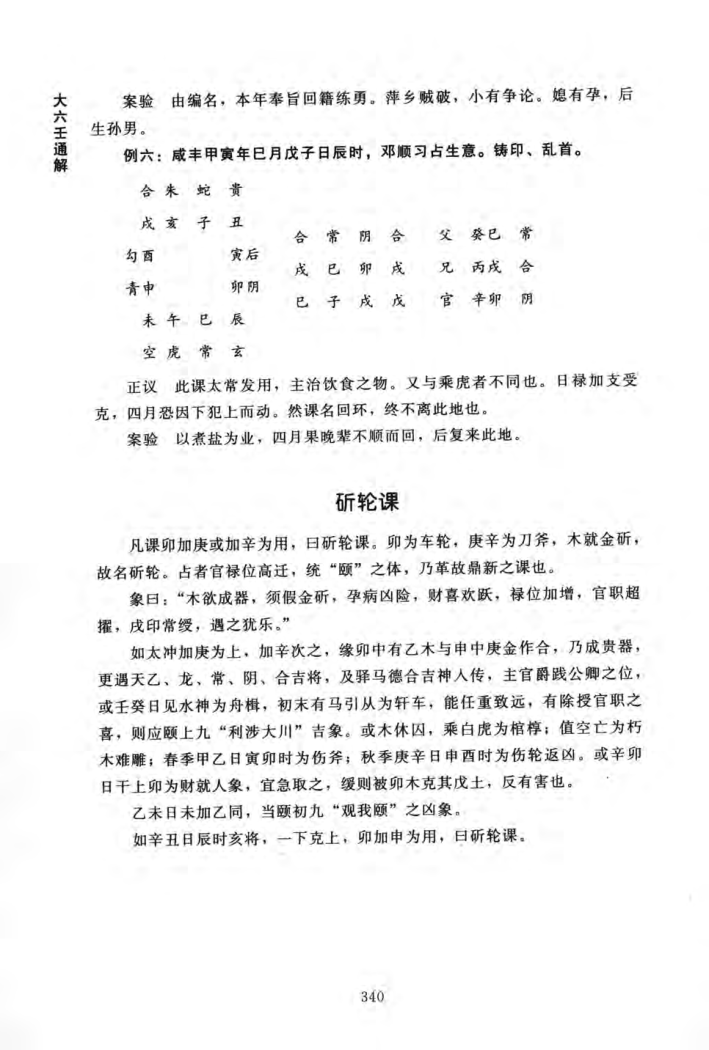 大六壬通解
案验　由编名，本年奉旨回籍练勇。萍乡贼破，小有争论。媳有孕，后
生孙男。
例六：咸丰甲寅年巳月戊子日辰时，邓顺习占生意。铸印、乱首。
合 朱 蛇 贵
戌 亥 子 丑
勾酉　寅后
青申　卯阴
未 午 巳 辰
空 虎 常 玄
合 常 阴 合
戌 巳 卯 戌
巳 子 戌 戊
父 癸巳 常
兄 丙戌 合
官 辛卯 阴
正议　此课太常发用，主治饮食之物。又与乘虎者不同也。日禄加支受
克，四月恐因下犯上而动。然课名回环，终不离此地也。
案验　以煮盐为业，四月果晚辈不顺而回，后复来此地。
斫轮课
凡课卯加庚或加辛为用，曰斫轮课。卯为车轮，庚辛为刀斧，木就金斫，
故名斫轮。占者官禄位高迁，统“颐”之体，乃革故鼎新之课也。
象曰：“木欲成器，须假金斫，孕病凶险，财喜欢跃，禄位加增，官职超
擢，戌印常绶，遇之犹乐。”
如太冲加庚为上，加辛次之，缘卯中有乙木与申中庚金作合，乃成贵器，
更遇天乙、龙、常、阴、合吉将，及驿马德合吉神人传，主官爵践公卿之位，
或壬癸日见水神为舟楫，初末有马引从为轩车，能任重致远，有除授官职之
喜，则应颐上九“利涉大川”吉象。或木休囚，乘白虎为棺椁；值空亡为朽
木难雕；春季甲乙日寅卯时为伤斧；秋季庚辛日申酉时为伤轮返凶。或辛卯
日干上卯为财就人象，宜急取之，缓则被卯木克其戊土，反有害也。
乙未日未加乙同，当颐初九“观我颐”之凶象。
如辛丑日辰时亥将，一下克上，卯加申为用，曰斫轮课。
340